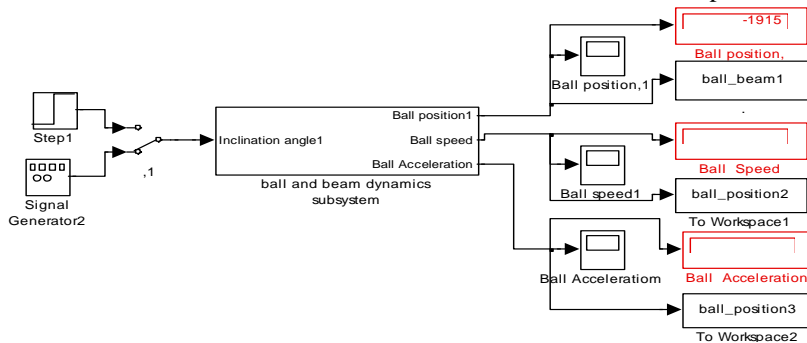 -1915
Ball position,
Ball position,1
ball_beam1
.
Step1
,1
Signal
Generator2
Inclination angle1
Ball position1
Ball speed
Ball Acceleration
ball and beam dynamics
subsystem
Ball Speed
Ball speed1
ball_position2
To Workspace1
Ball Acceleratiom
Ball Acceleration
ball_position3
To Workspace2